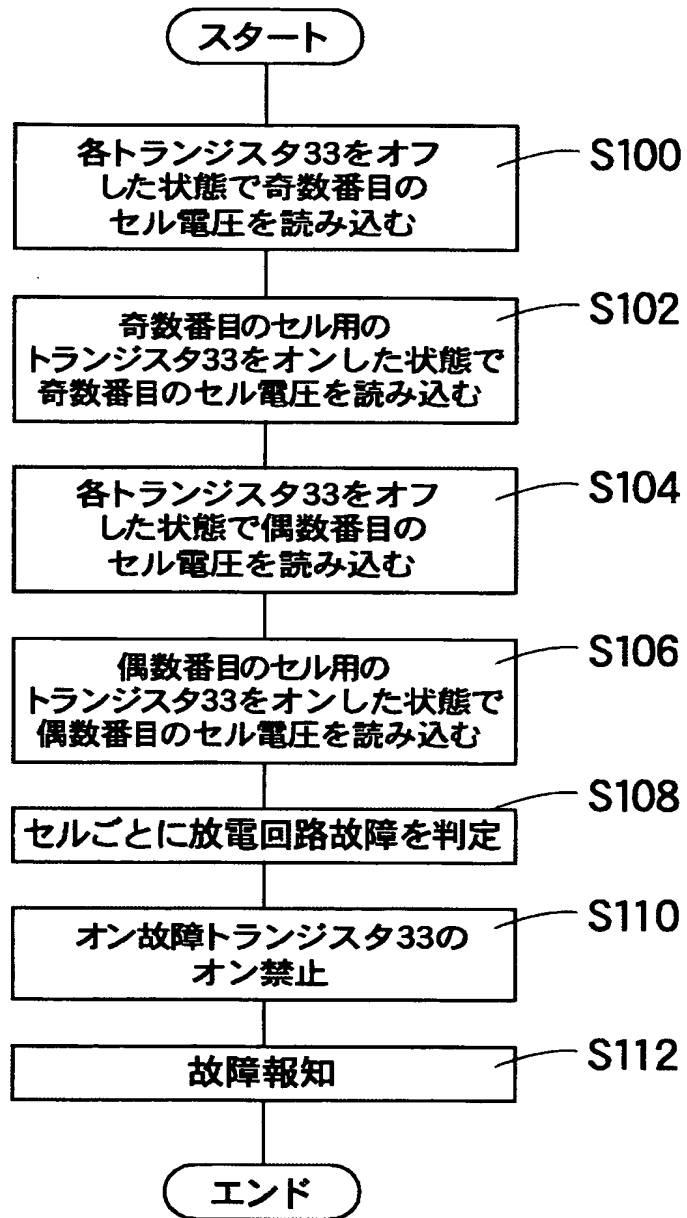 スタート
各トランジスタ33をオフ
した状態で奇数番目の
セル電圧を読み込む
S100
奇数番目のセル用の
トランジスタ33をオンした状態で
奇数番目のセル電圧を読み込む
S102
各トランジスタ33をオフ
した状態で偶数番目の
セル電圧を読み込む
S104
偶数番目のセル用の
トランジスタ33をオンした状態で
偶数番目のセル電圧を読み込む
S106
セルごとに放電回路故障を判定
S108
オン故障トランジスタ33の
オン禁止
S110
故障報知
S112
エンド